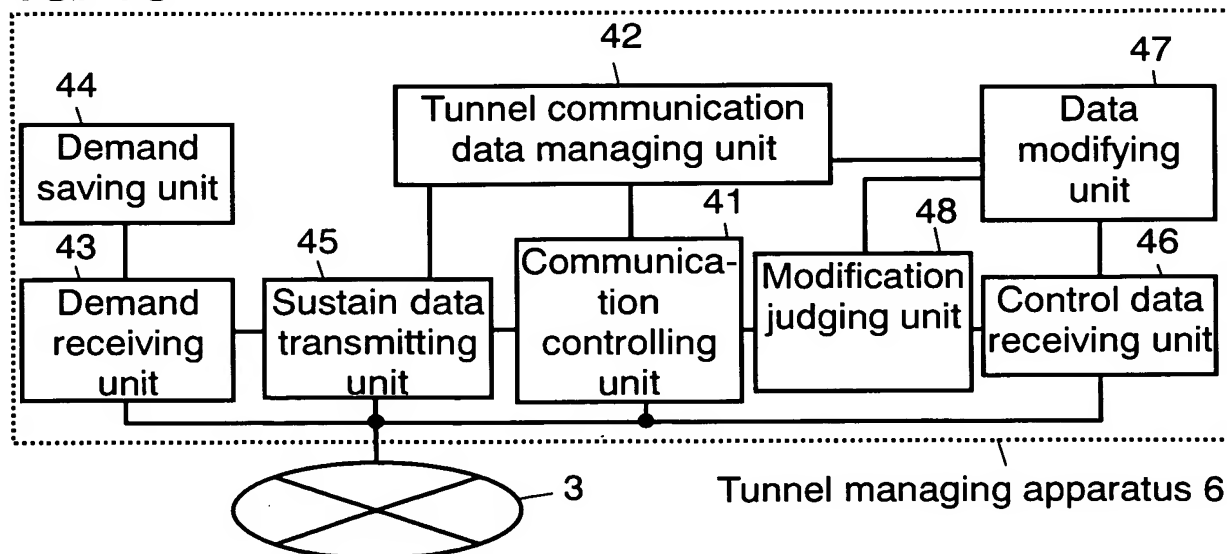 42
47
44
Tunnel communication
data managing unit
Data
modifying
unit
Demand
saving unit
41
48
43
45
46
Communica-
tion
controlling
unit
Modification
judging unit
Demand
receiving
unit
Sustain data
transmitting
unit
Control data
receiving unit
3
Tunnel managing apparatus 6